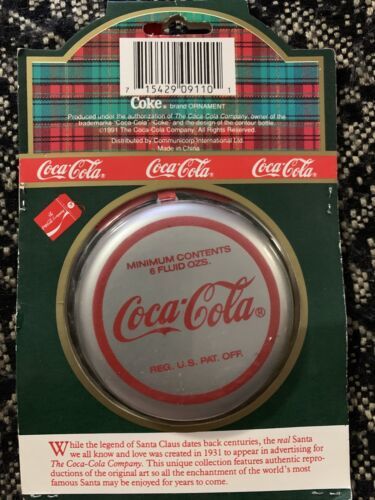 7 15429 09110 1
Coke® brand ORNAMENT
Produced under the authorization of The Coca-Cola Company, owner of the
trademarks "Coca-Cola" "Coke" and the design of the contour bottle.
©1991 The Coca-Cola Company. All Rights Reserved.
Distributed by Communicorp International Ltd.
Made in China
Coca-Cola® Coca-Cola® Coca-Cola®
MINIMUM CONTENTS
6 FLUID OZS.
Coca-Cola®
REG. U.S. PAT. OFF.
While the legend of Santa Claus dates back centuries, the real Santa
we all know and love was created in 1931 to appear in advertising for
The Coca-Cola Company. This unique collection features authentic repro-
ductions of the original art so all the enchantment of the world's most
famous Santa may be enjoyed for years to come.